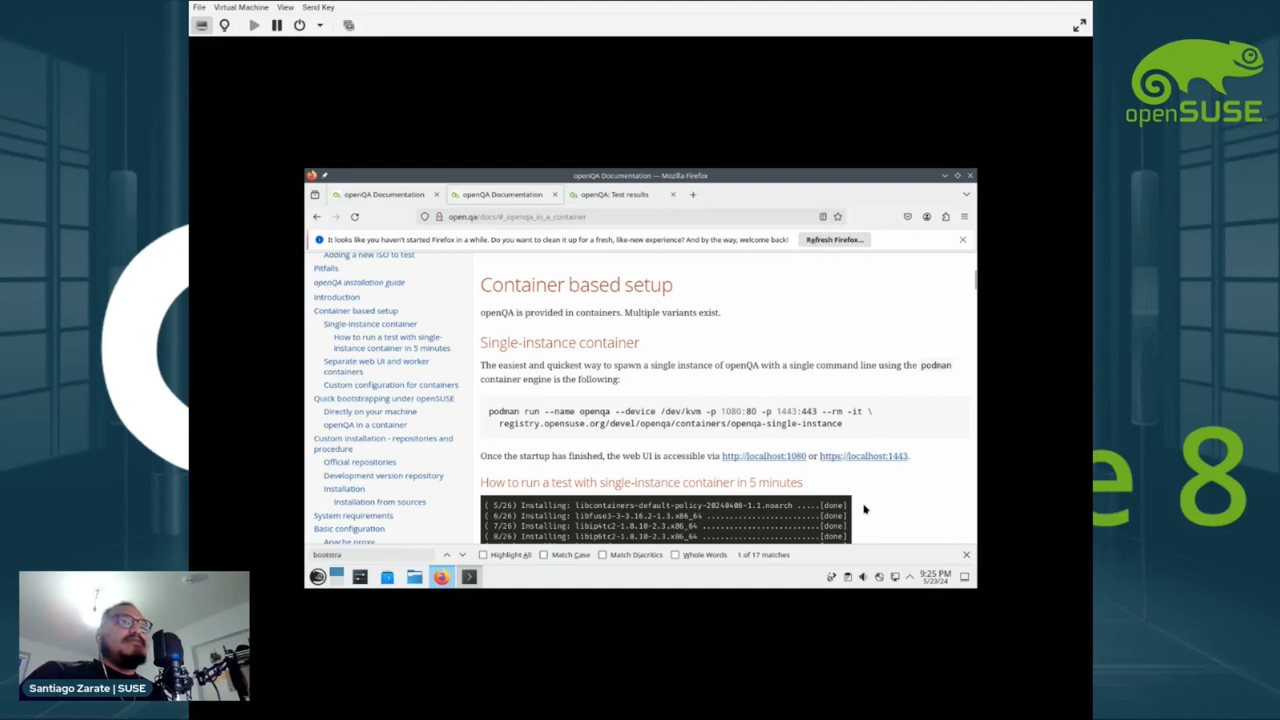 File Virtual Machine View Send Key
openSUSE
openQA Documentation — Mozilla Firefox
openQA Documentation
openQA Documentation
openQA: Test results
open.qa/docs/#_openqa_in_a_container
It looks like you haven't started Firefox in a while. Do you want to clean it up for a fresh, like-new experience? And by the way, welcome back!
Refresh Firefox...
Adding a new ISO to test
Pitfalls
openQA installation guide
Introduction
Container based setup
Single-instance container
How to run a test with single-
instance container in 5 minutes
Separate web UI and worker
containers
Custom configuration for containers
Quick bootstrapping under openSUSE
Directly on your machine
openQA in a container
Custom installation - repositories and
procedure
Official repositories
Development version repository
Installation
Installation from sources
System requirements
Basic configuration
Apache proxy
Container based setup
openQA is provided in containers. Multiple variants exist.
Single-instance container
The easiest and quickest way to spawn a single instance of openQA with a single command line using the podman
container engine is the following:
podman run --name openqa --device /dev/kvm -p 1080:80 -p 1443:443 --rm -it \
registry.opensuse.org/devel/openqa/containers/openqa-single-instance
Once the startup has finished, the web UI is accessible via http://localhost:1080 or https://localhost:1443.
How to run a test with single-instance container in 5 minutes
( 5/26) Installing: libcontainers-default-policy-20240408-1.1.noarch .....[done]
( 6/26) Installing: libfuse3-3-3.16.2-1.3.x86_64 .........................[done]
( 7/26) Installing: libip4tc2-1.8.10-2.3.x86_64 ..........................[done]
( 8/26) Installing: libip6tc2-1.8.10-2.3.x86_64 ..........................[done]
bootstra
Highlight All
Match Case
Match Diacritics
Whole Words
1 of 17 matches
9:25 PM
5/23/24
e 8
Santiago Zarate | SUSE